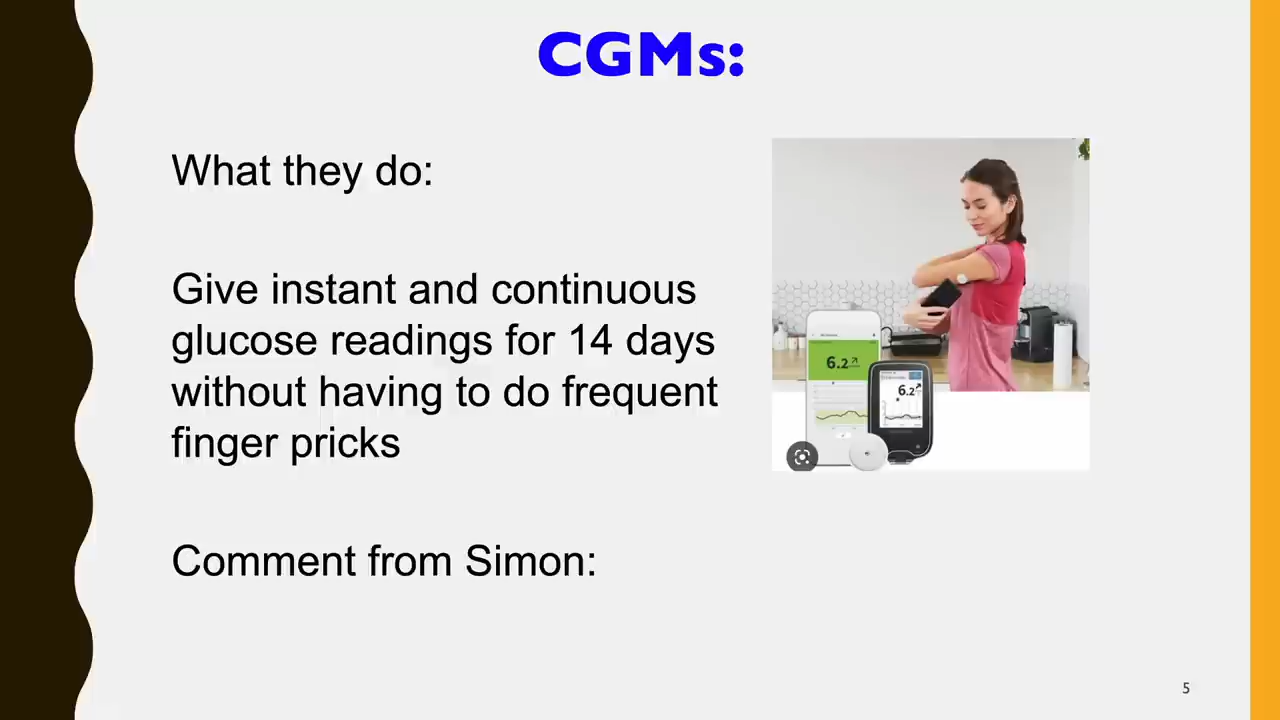 CGMs:
What they do:
Give instant and continuous
glucose readings for 14 days
without having to do frequent
finger pricks
Comment from Simon:
6.2
6.2
5